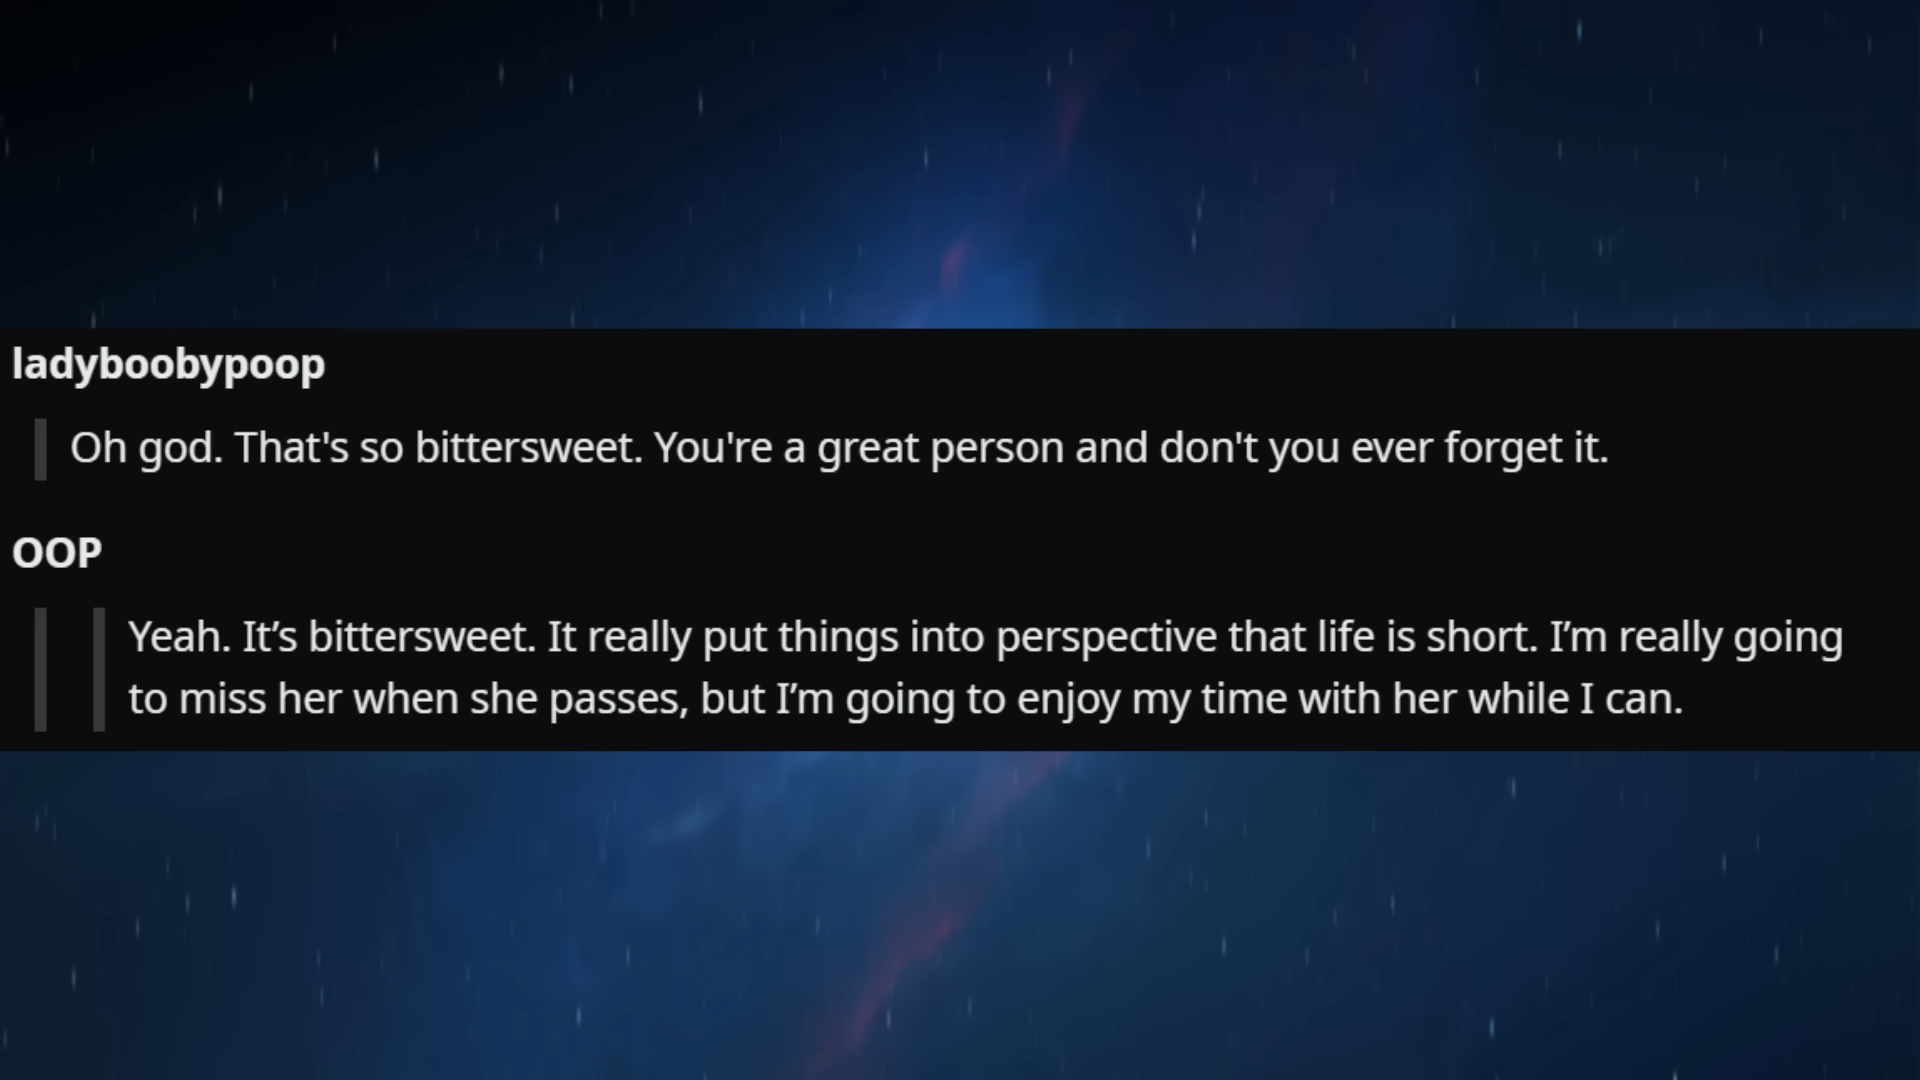 ladyboobypoop
Oh god. That's so bittersweet. You're a great person and don't you ever forget it.
OOP
Yeah. It’s bittersweet. It really put things into perspective that life is short. I’m really going
to miss her when she passes, but I’m going to enjoy my time with her while I can.